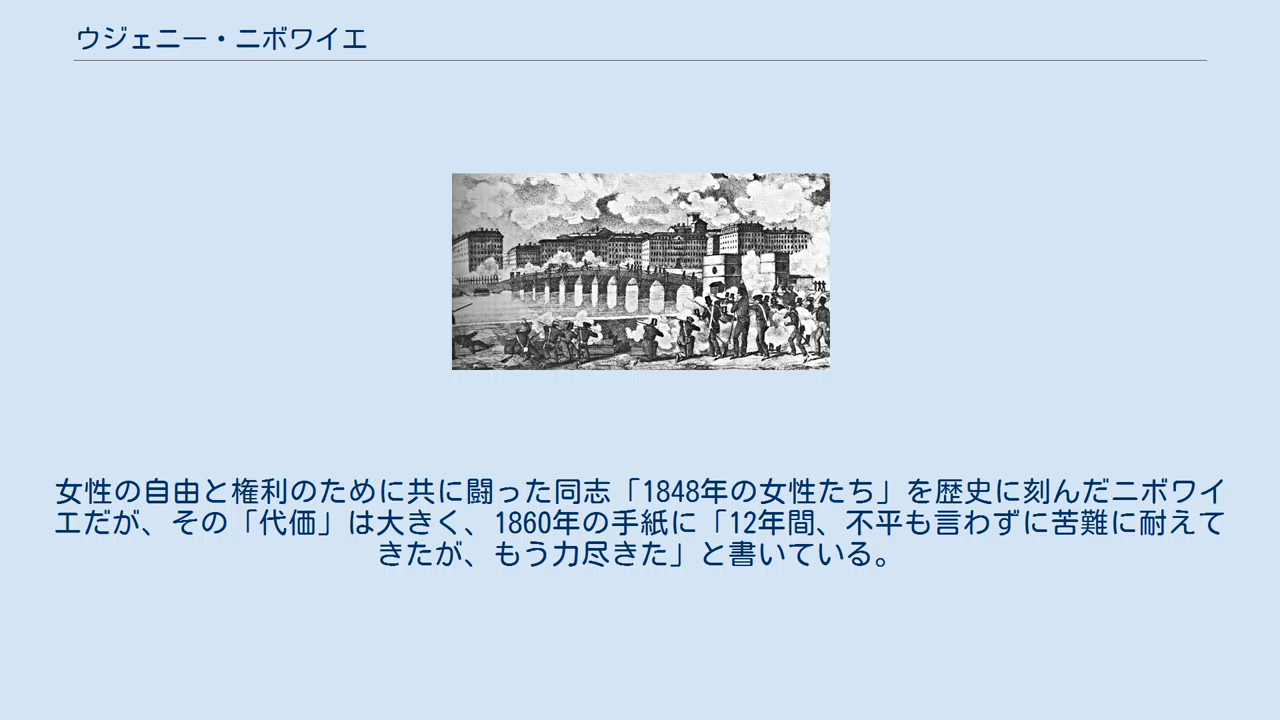 ウジェニー・ニボワイエ
女性の自由と権利のために共に闘った同志「1848年の女性たち」を歴史に刻んだニボワイ
エだが、その「代価」は大きく、1860年の手紙に「12年間、不平も言わずに苦難に耐えて
きたが、もう力尽きた」と書いている。